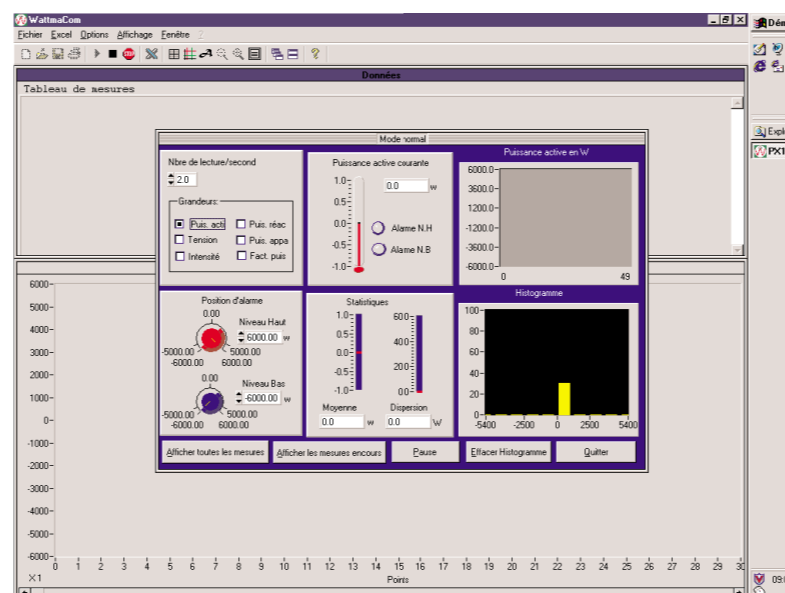 WattmaCom
Fichier Excel Options Affichage Fenêtre ?
Données
Tableau de mesures
Mode normal
Nbre de lecture/second
2.0
Grandeurs:
Puis. acti Puis. réac
Tension Puis. appa
Intensité Fact. puis
Puissance active courante
1.0
0.5
0.0
-0.5
-1.0
0.0 w
Alarme N.H
Alarme N.B
Puissance active en W
6000.0
3600.0
1200.0
-1200.0
-3600.0
-6000.0
0 49
Position d'alarme
0.00
Niveau Haut
6000.00 w
-5000.00 5000.00
-6000.00 6000.00
0.00
Niveau Bas
-6000.00 w
-5000.00 5000.00
-6000.00 6000.00
Statistiques
1.0 600
0.5 400
0.0
-0.5 200
-1.0 0.0
Moyenne Dispersion
0.0 w 0.0 W
Histogramme
100
80
60
40
20
0
-5400 -2500 0 2500 5400
Afficher toutes les mesures Afficher les mesures encours Pause Effacer Histogramme Quitter
6000
5000
4000
3000
2000
1000
0
-1000
-2000
-3000
-4000
-5000
-6000
0 1 2 3 4 5 6 7 8 9 10 11 12 13 14 15 16 17 18 19 20 21 22 23 24 25 26 27 28 29 30
X1 Points
Dém
Expl
PX1
09:0